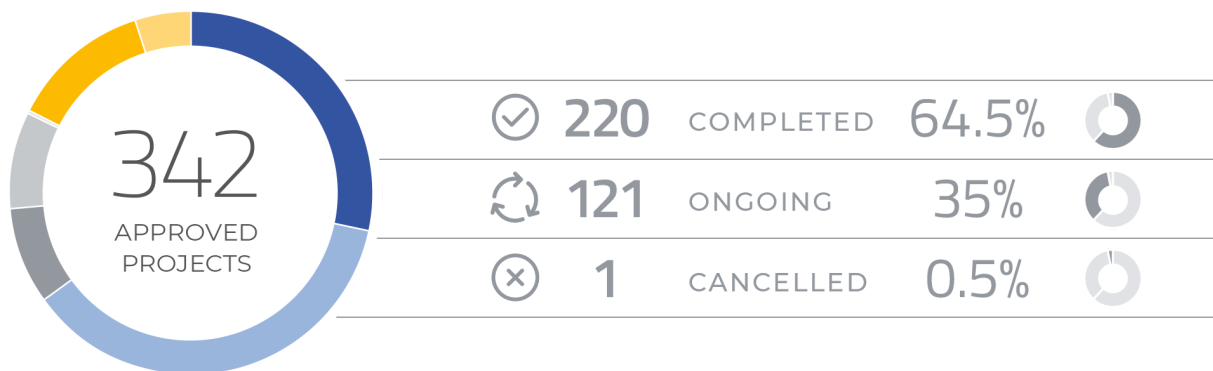 342
APPROVED
PROJECTS
220 COMPLETED 64.5%
121 ONGOING 35%
1 CANCELLED 0.5%